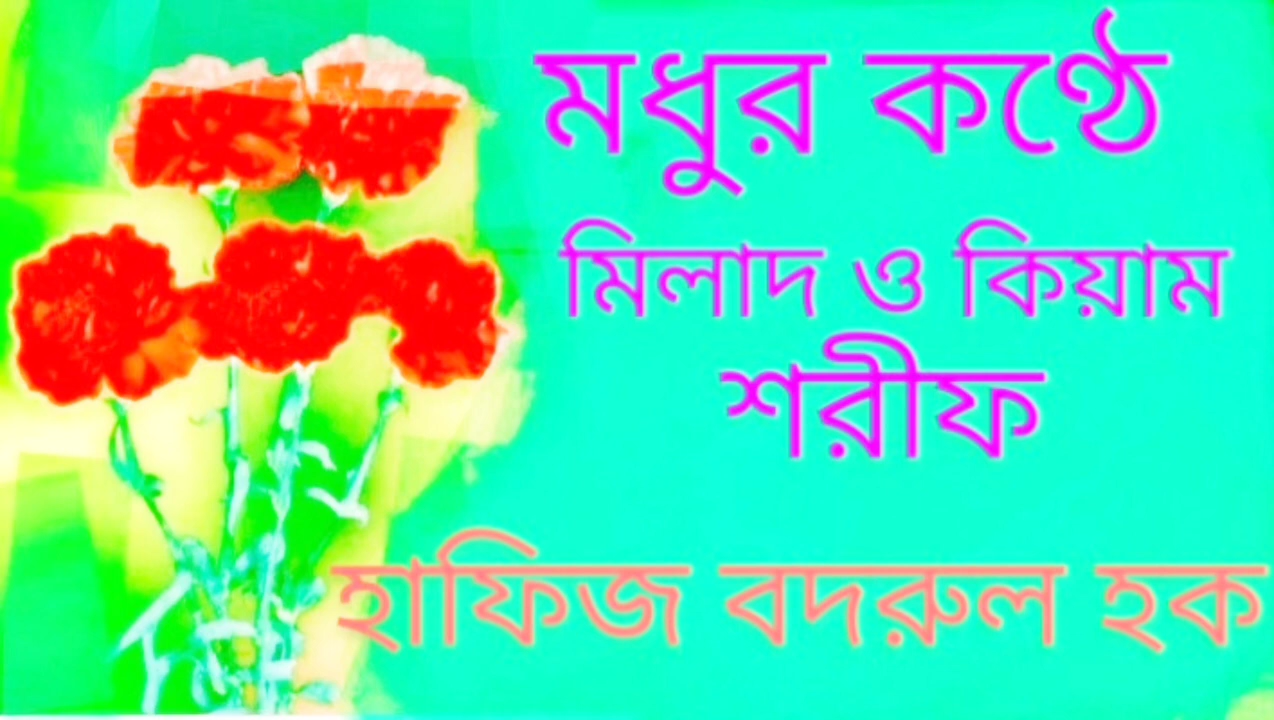 মধুর কণ্ঠে
মিলাদ ও কিয়াম
শরীফ
হাফিজ বদরুল হক